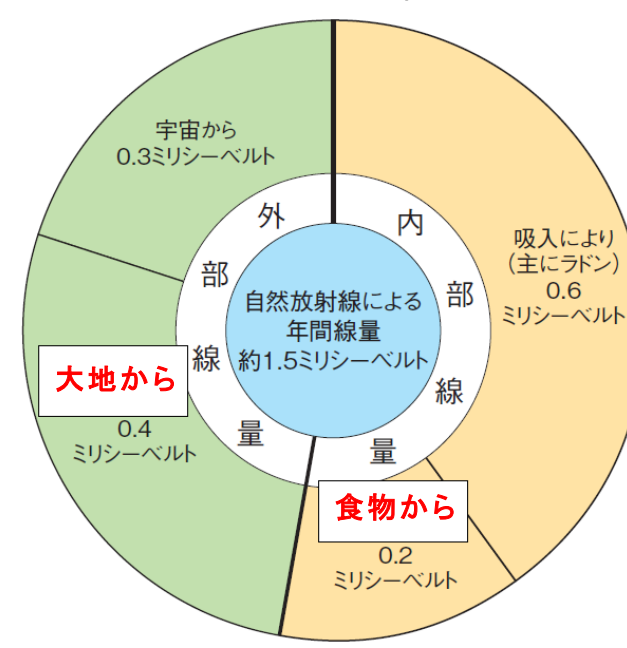 宇宙から
0.3ミリシーベルト
外部線量
内部線量
吸入により
(主にラドン)
0.6
ミリシーベルト
自然放射線による
年間線量
約1.5ミリシーベルト
大地から
0.4
ミリシーベルト
食物から
0.2
ミリシーベルト